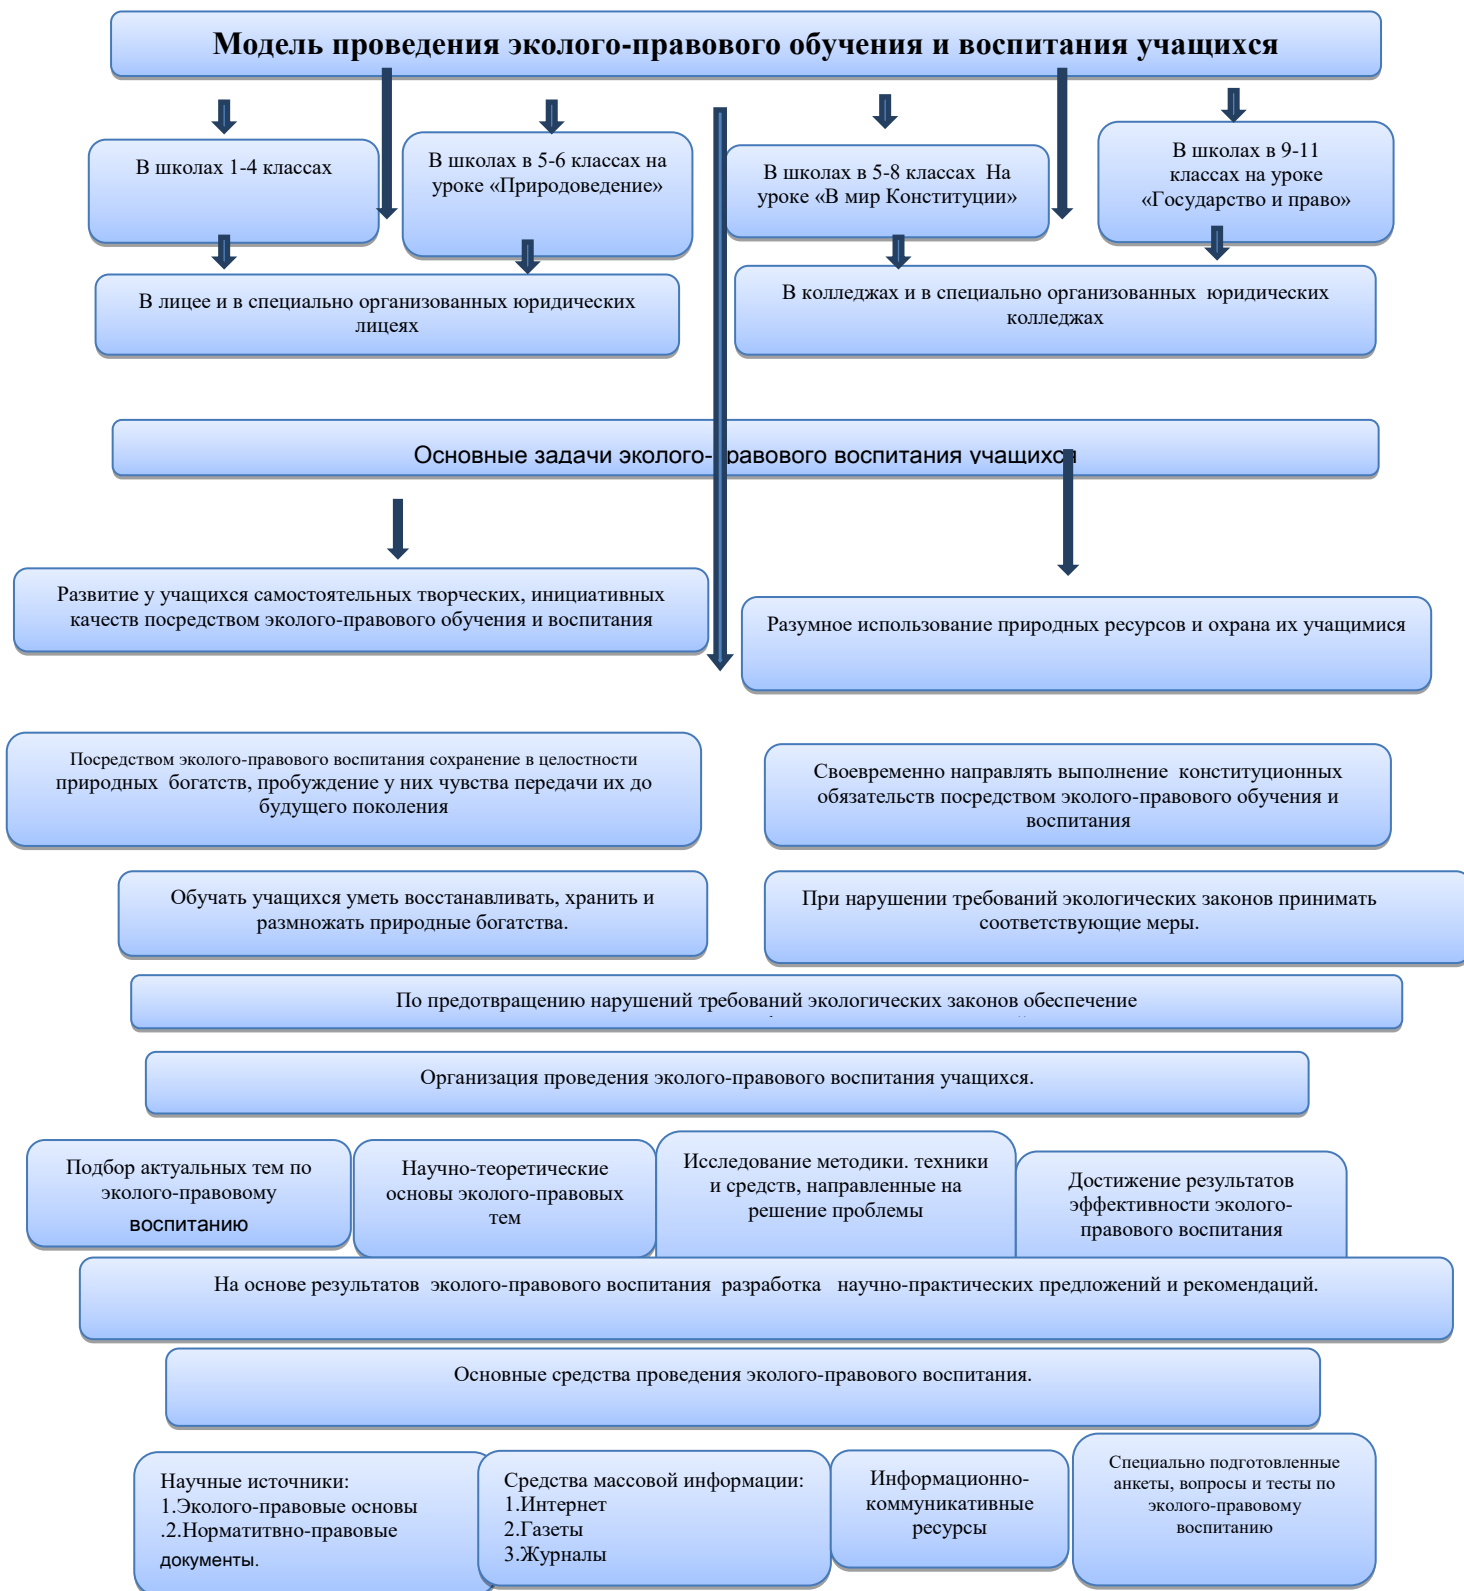 Модель проведения эколого-правового обучения и воспитания учащихся
В школах 1-4 классах
В школах в 5-6 классах на
уроке «Природоведение»
В школах в 5-8 классах На
уроке «В мир Конституции»
В школах в 9-11
классах на уроке
«Государство и право»
В лицее и в специально организованных юридических
лицеях
В колледжах и в специально организованных юридических
колледжах
Основные задачи эколого-правового воспитания учащихся
Развитие у учащихся самостоятельных творческих, инициативных
качеств посредством эколого-правового обучения и воспитания
Разумное использование природных ресурсов и охрана их учащимися
Посредством эколого-правового воспитания сохранение в целостности
природных богатств, пробуждение у них чувства передачи их до
будущего поколения
Своевременно направлять выполнение конституционных
обязательств посредством эколого-правового обучения и
воспитания
Обучать учащихся уметь восстанавливать, хранить и
размножать природные богатства.
При нарушении требований экологических законов принимать
соответствующие меры.
По предотвращению нарушений требований экологических законов обеспечение
Организация проведения эколого-правового воспитания учащихся.
Подбор актуальных тем по
эколого-правовому
воспитанию
Научно-теоретические
основы эколого-правовых
тем
Исследование методики. техники
и средств, направленные на
решение проблемы
Достижение результатов
эффективности эколого-
правового воспитания
На основе результатов эколого-правового воспитания разработка научно-практических предложений и рекомендаций.
Основные средства проведения эколого-правового воспитания.
Научные источники:
1.Эколого-правовые основы
.2.Норматитвно-правовые
документы.
Средства массовой информации:
1.Интернет
2.Газеты
3.Журналы
Информационно-
коммуникативные
ресурсы
Специально подготовленные
анкеты, вопросы и тесты по
эколого-правовому
воспитанию